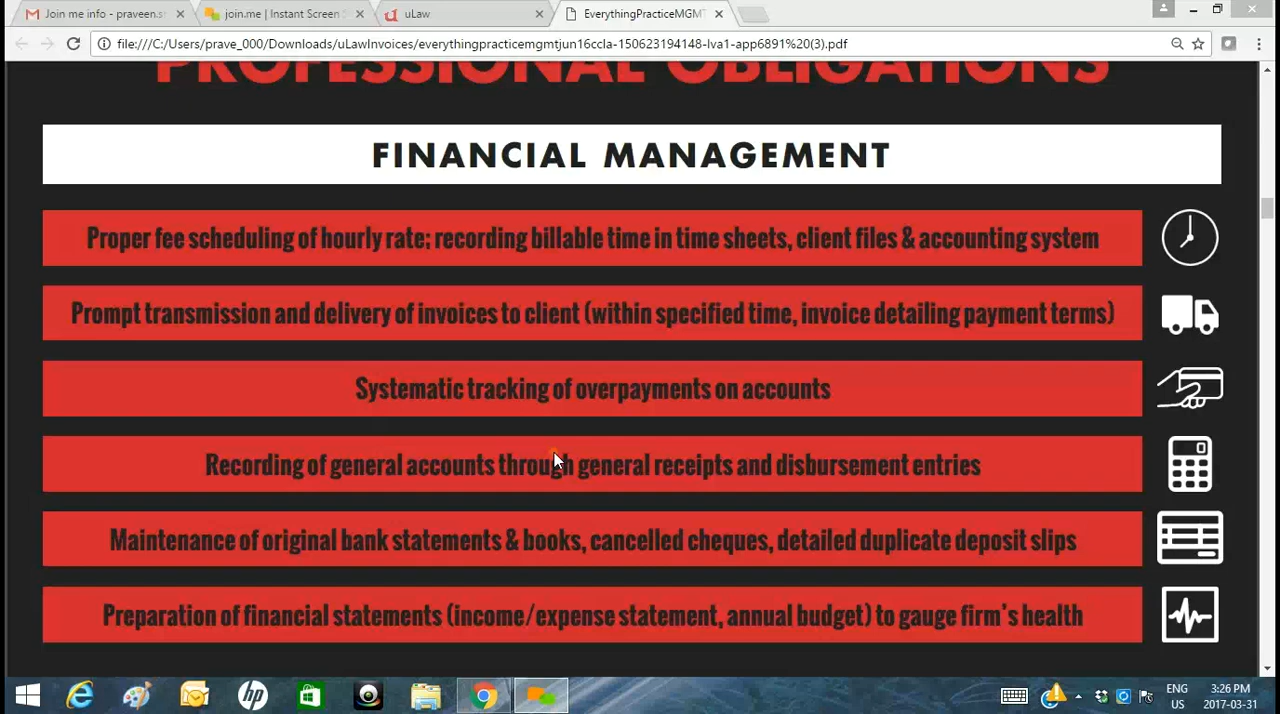 Join me info - praveen.s
join.me | Instant Screen S
uLaw
EverythingPracticeMGMT
file:///C:/Users/prave_000/Downloads/uLawInvoices/everythingpracticemgmtjun16ccla-150623194148-lva1-app6891%20(3).pdf
PROFESSIONAL OBLIGATIONS
FINANCIAL MANAGEMENT
Proper fee scheduling of hourly rate; recording billable time in time sheets, client files & accounting system
Prompt transmission and delivery of invoices to client (within specified time, invoice detailing payment terms)
Systematic tracking of overpayments on accounts
Recording of general accounts through general receipts and disbursement entries
Maintenance of original bank statements & books, cancelled cheques, detailed duplicate deposit slips
Preparation of financial statements (income/expense statement, annual budget) to gauge firm's health
ENG
US
3:26 PM
2017-03-31